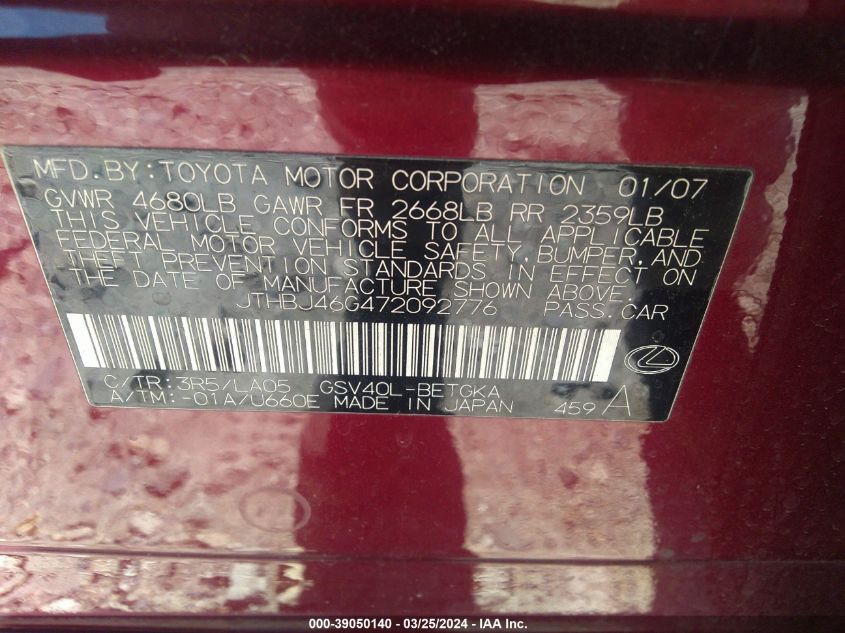 MFD. BY: TOYOTA MOTOR CORPORATION 01/07
GVWR 4680LB GAWR FR 2668LB RR 2359LB
THIS VEHICLE CONFORMS TO ALL APPLICABLE
FEDERAL MOTOR VEHICLE SAFETY, BUMPER, AND
THEFT PREVENTION STANDARDS IN EFFECT ON
THE DATE OF MANUFACTURE SHOWN ABOVE.
JTHBJ46G472092776 PASS. CAR
C/TR: 3R5/LA05 GSV40L-BETGKA
A/TM: -01A/U660E MADE IN JAPAN 459 A
000-39050140 - 03/25/2024 - IAA Inc.